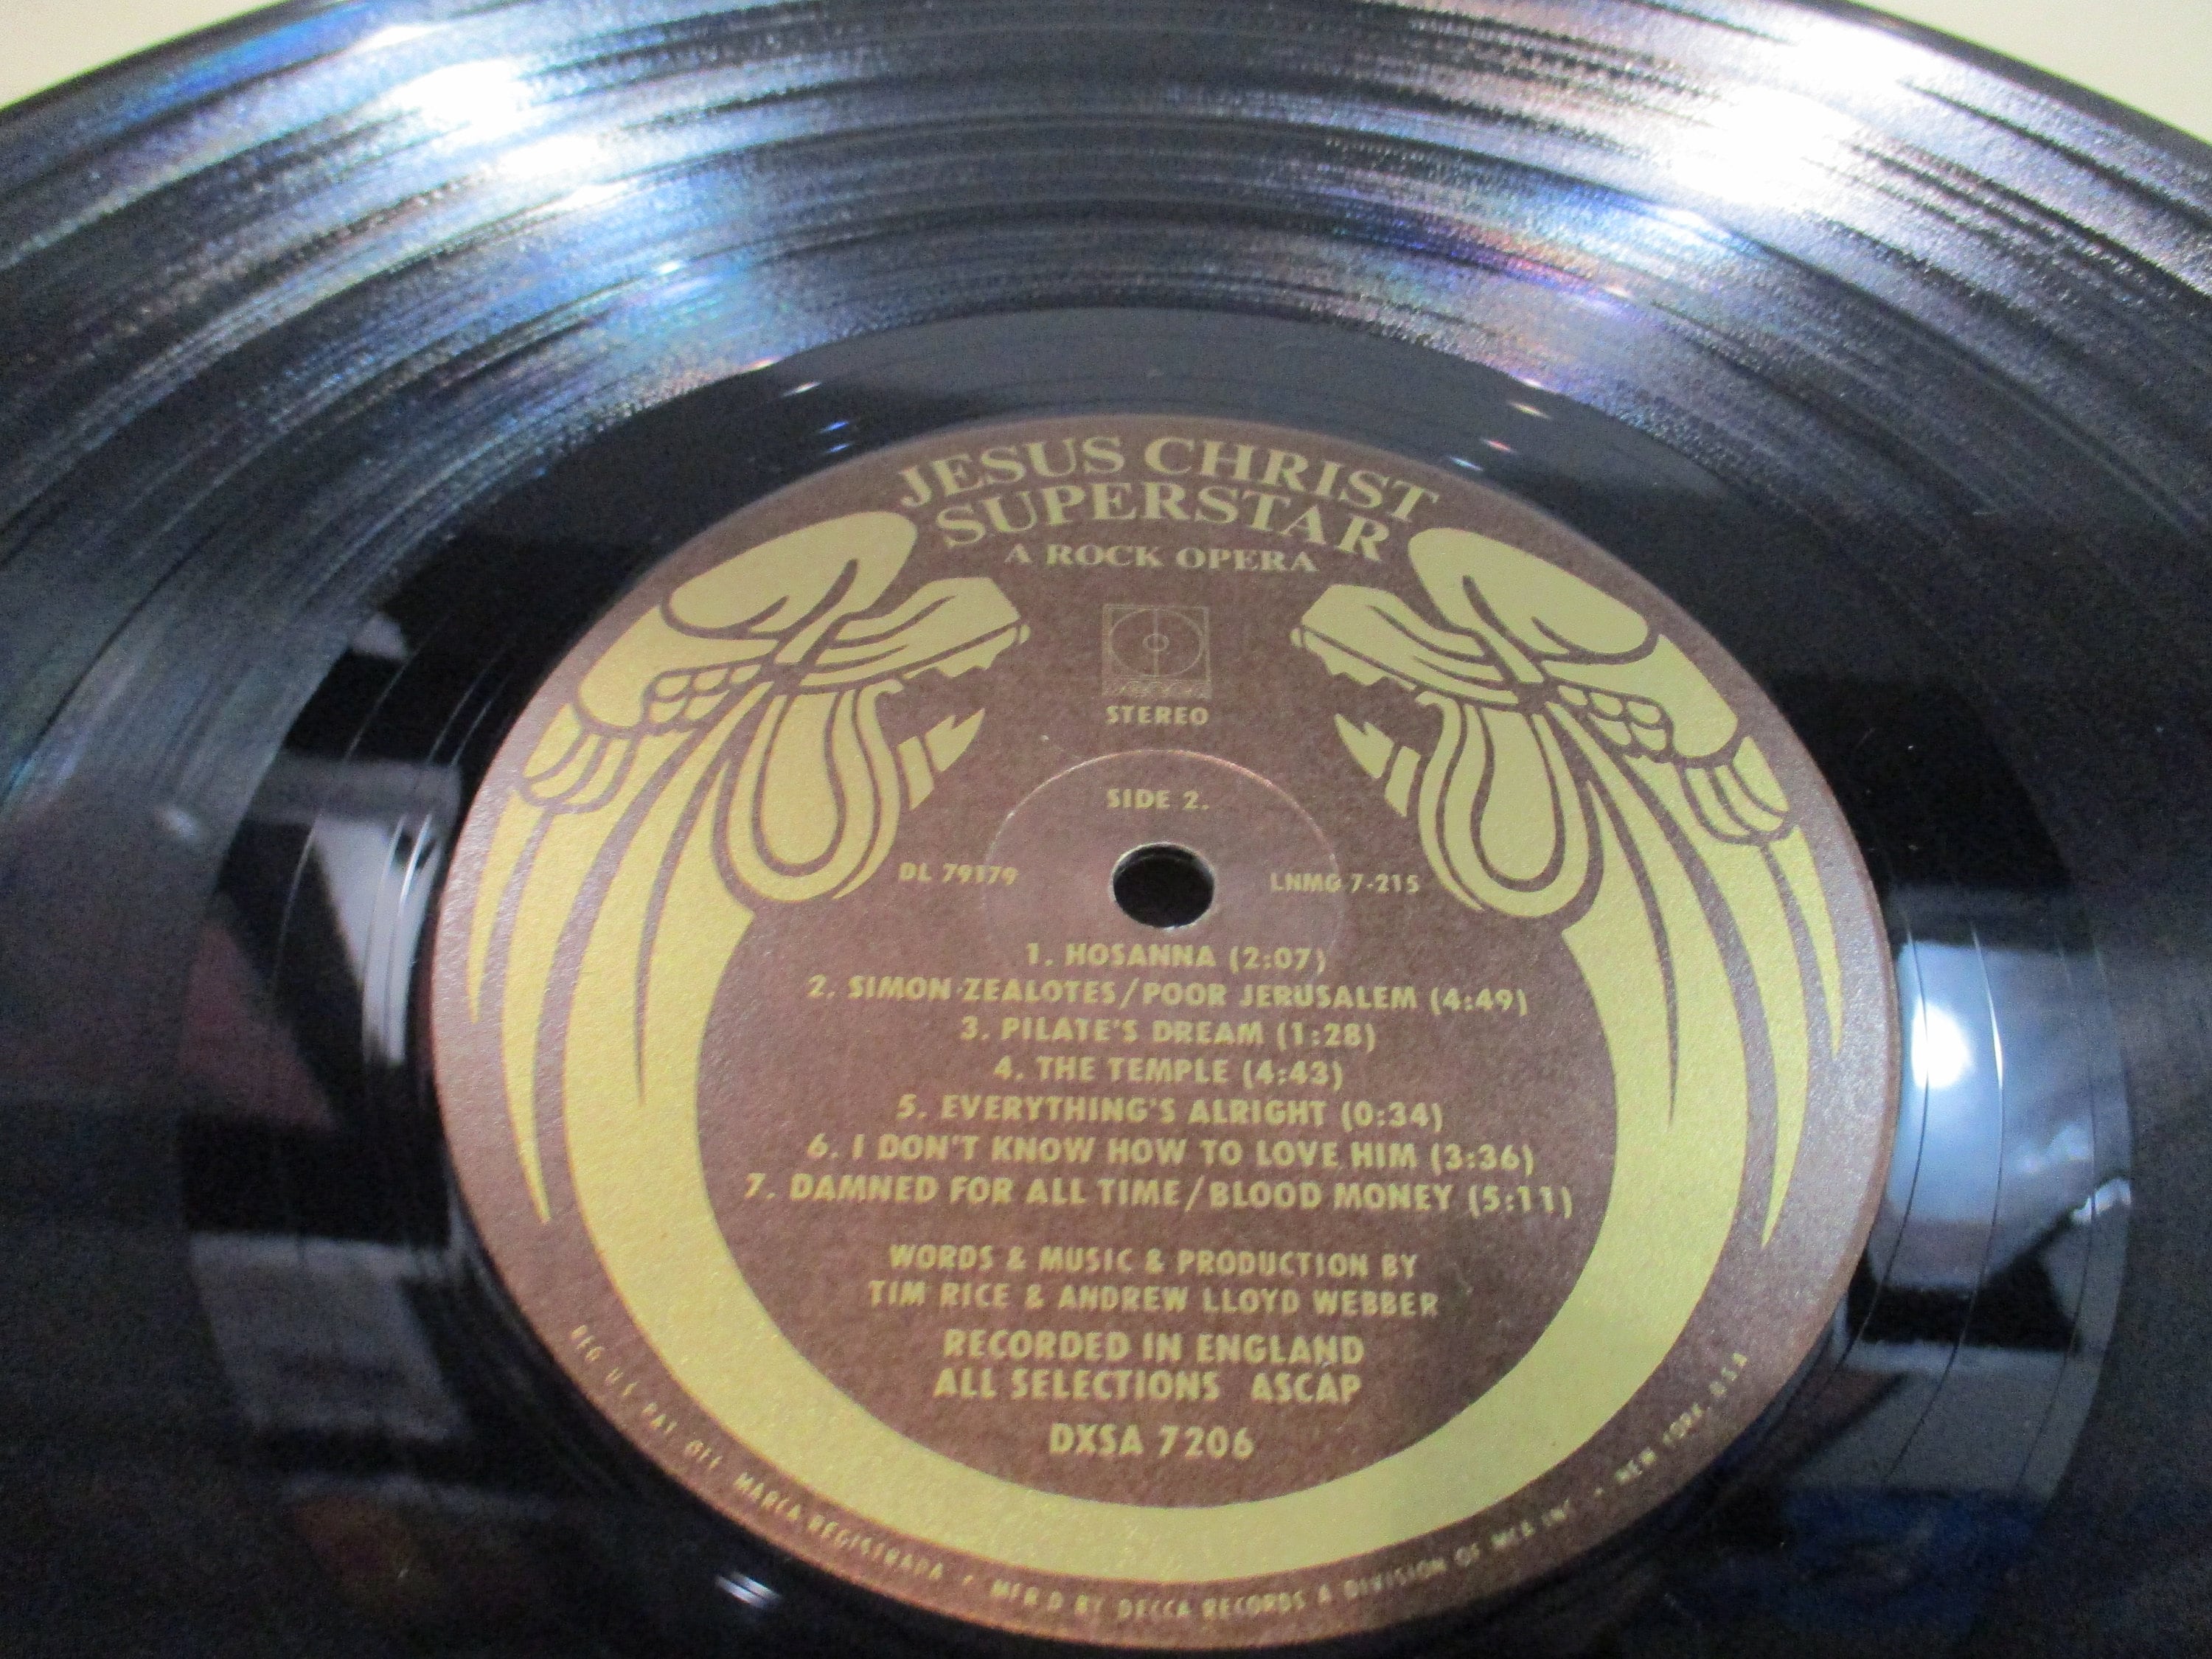 JESUS CHRIST
SUPERSTAR
A ROCK OPERA
STEREO
SIDE 2.
DL 79179
LNMG 7-215
1. HOSANNA (2:07)
2. SIMON ZEALOTES/POOR JERUSALEM (4:49)
3. PILATE'S DREAM (1:28)
4. THE TEMPLE (4:43)
5. EVERYTHING'S ALRIGHT (0:34)
6. I DON'T KNOW HOW TO LOVE HIM (3:36)
7. DAMNED FOR ALL TIME/BLOOD MONEY (5:11)
WORDS & MUSIC & PRODUCTION BY
TIM RICE & ANDREW LLOYD WEBBER
RECORDED IN ENGLAND
ALL SELECTIONS ASCAP
DXSA 7206
REG. U.S. PAT. OFF. MARCA REGISTRADA • MFR'D BY DECCA RECORDS A DIVISION OF MCA INC. • NEW YORK, U.S.A.